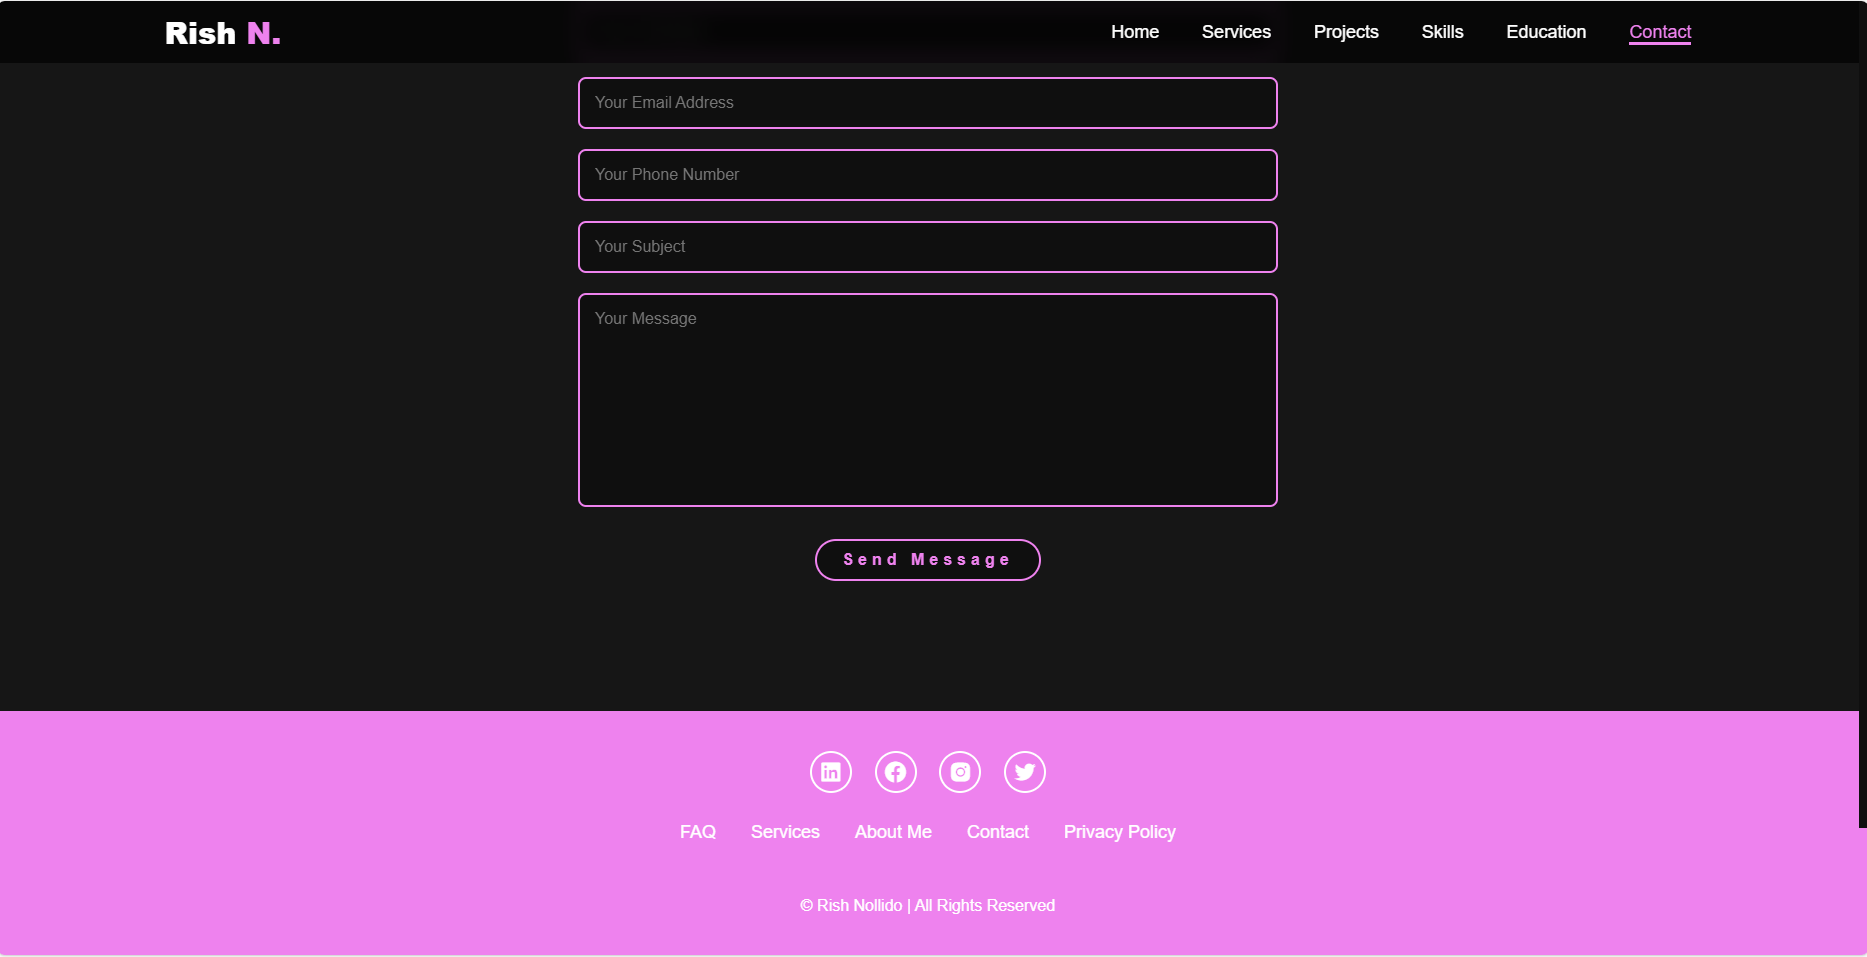 Rish N.
Home Services Projects Skills Education Contact
Your Email Address
Your Phone Number
Your Subject
Your Message
Send Message
FAQ Services About Me Contact Privacy Policy
© Rish Nollido | All Rights Reserved